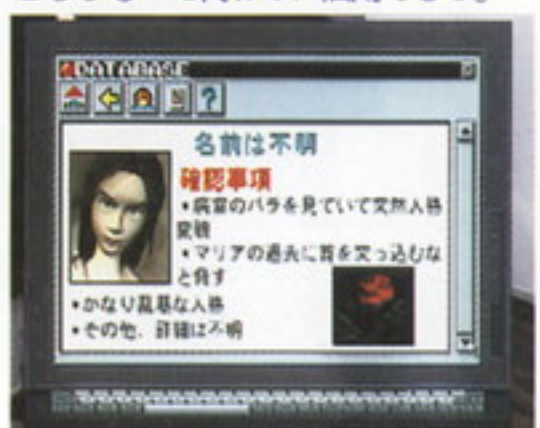 DATABASE
?
名前は不明
確認事項
・病室のバラを見ていて突然人格
変貌
・マリアの過去に首を突っ込むな
と脅す
・かなり乱暴な人格
・その他、詳細は不明